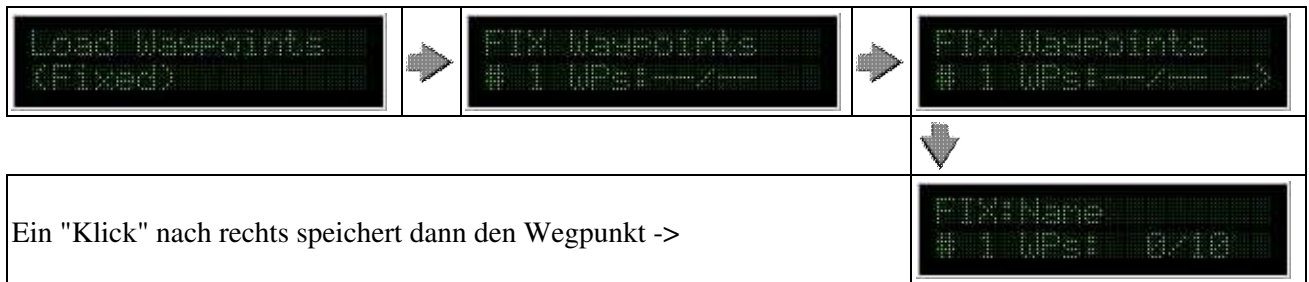 Load Waypoints
(Fixed)
FIX Waypoints
# 1 WPs:--/--
FIX Waypoints
# 1 WPs:--/-- ->
Ein "Klick" nach rechts speichert dann den Wegpunkt ->
FIX:Name
# 1 WPs: 0/10